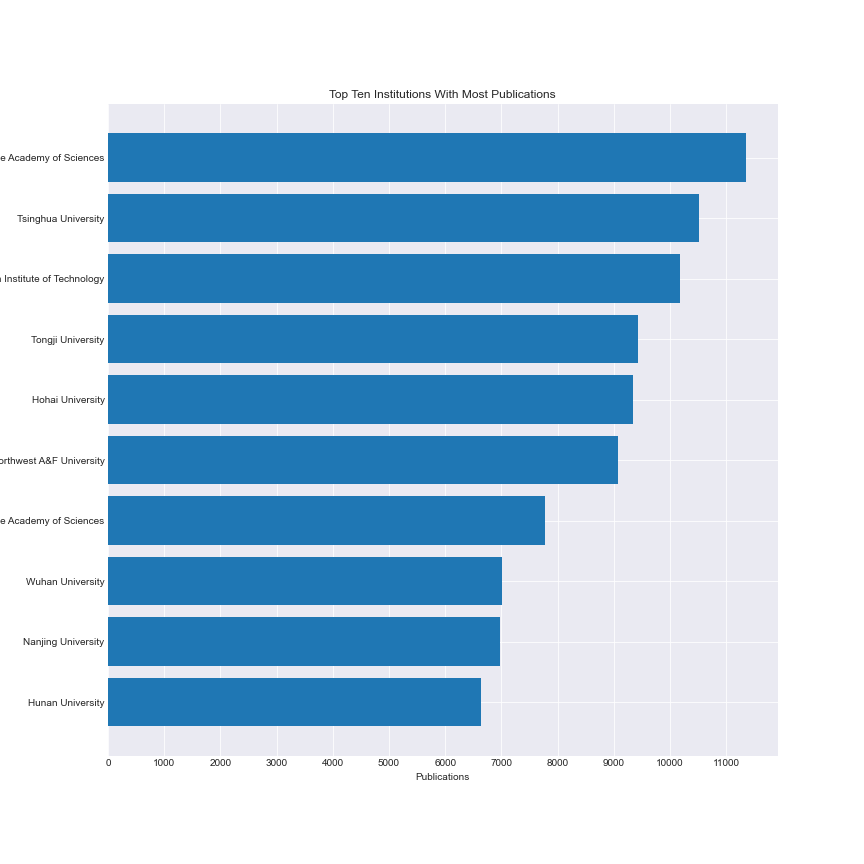 Top Ten Institutions With Most Publications
e Academy of Sciences
Tsinghua University
Institute of Technology
Tongji University
Hohai University
orthwest A&F University
e Academy of Sciences
Wuhan University
Nanjing University
Hunan University
0 1000 2000 3000 4000 5000 6000 7000 8000 9000 10000 11000
Publications